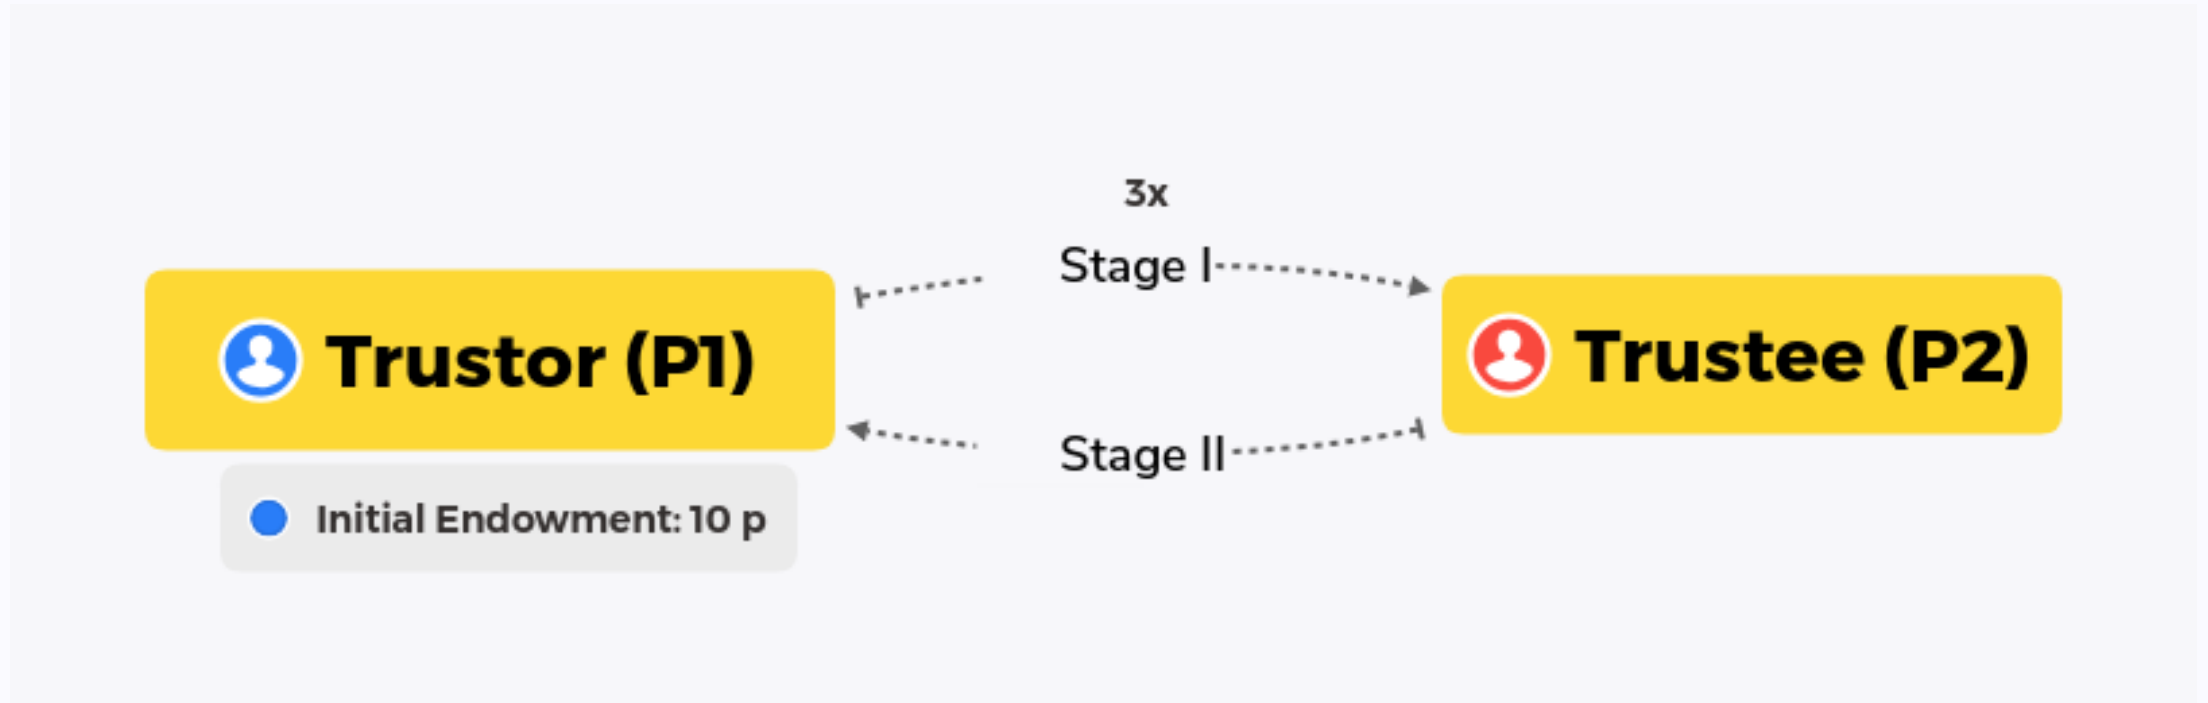 3x
Stage I
Trustor (P1)
Trustee (P2)
Stage II
Initial Endowment: 10 p